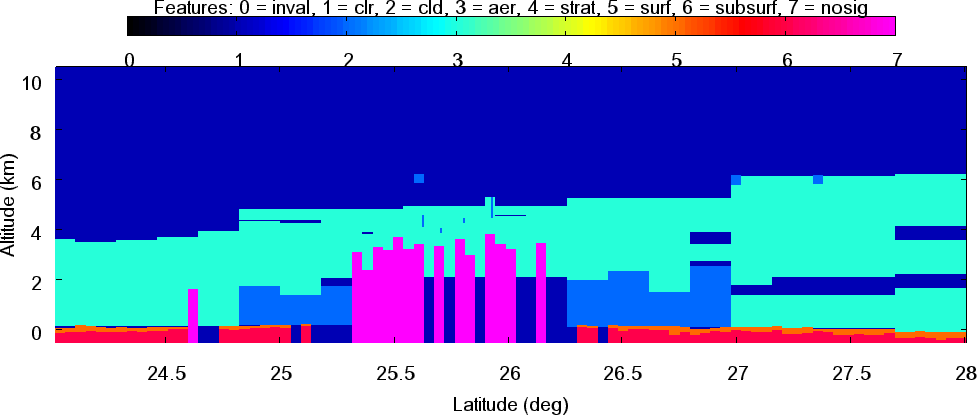 Features: 0 = inval, 1 = clr, 2 = cld, 3 = aer, 4 = strat, 5 = surf, 6 = subsurf, 7 = nosig
0 1 2 3 4 5 6 7
Altitude (km)
10
8
6
4
2
0
24.5 25 25.5 26 26.5 27 27.5 28
Latitude (deg)